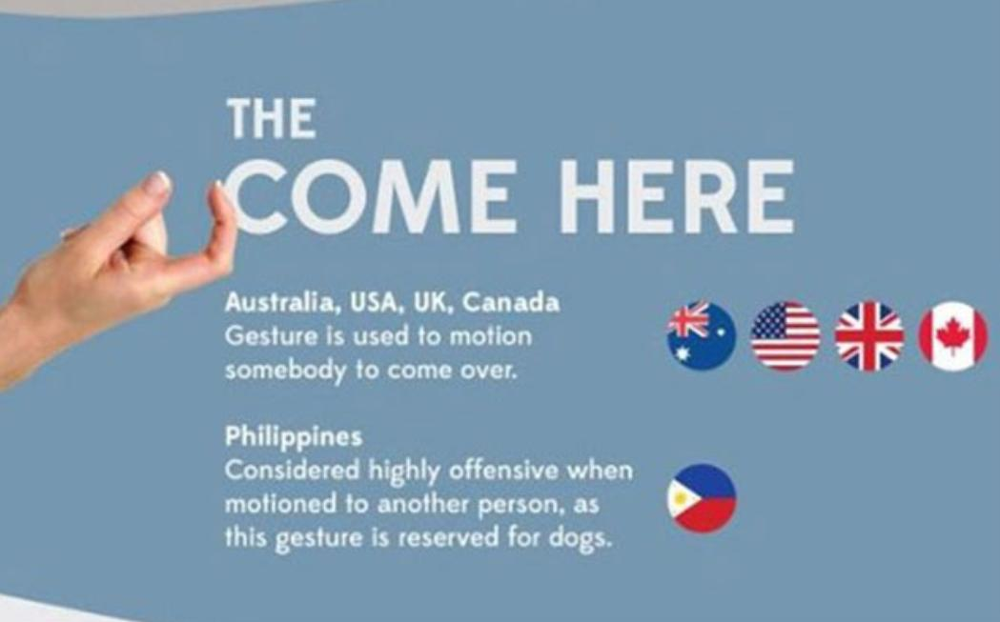 THE
COME HERE
Australia, USA, UK, Canada
Gesture is used to motion
somebody to come over.
Philippines
Considered highly offensive when
motioned to another person, as
this gesture is reserved for dogs.